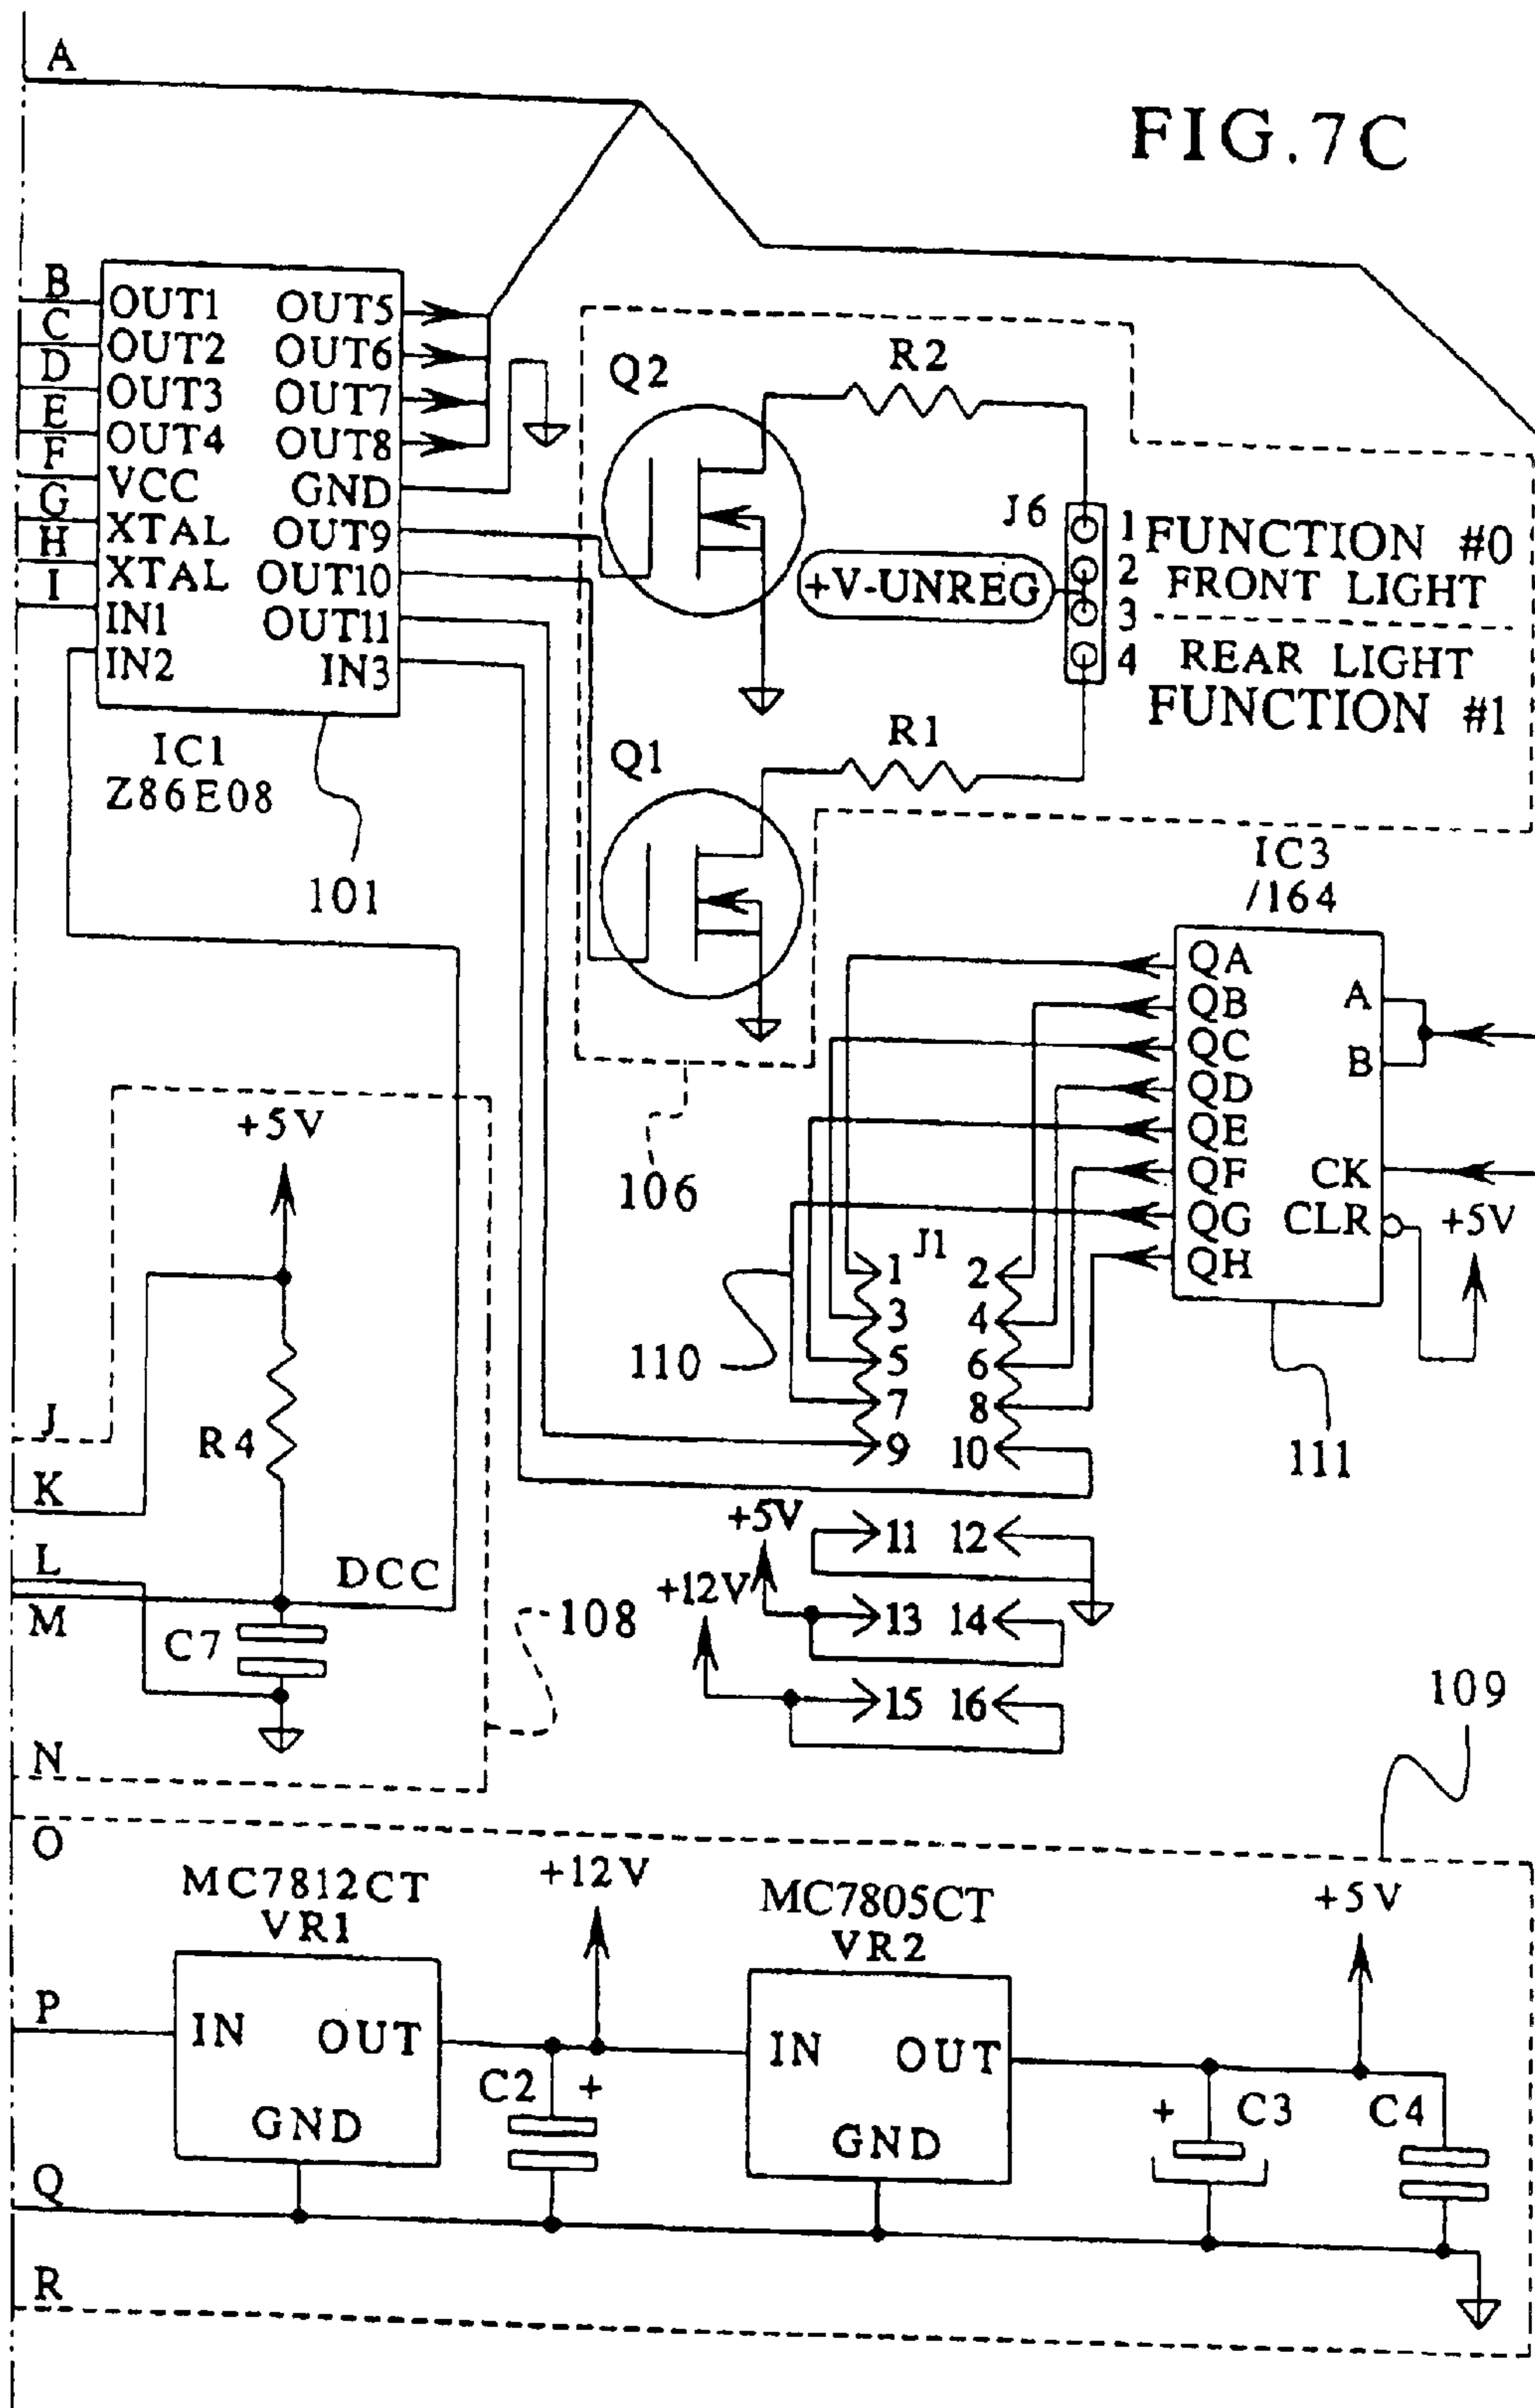 A
FIG.7C
B
C
D
E
F
G
H
I
OUT1 OUT5
OUT2 OUT6
OUT3 OUT7
OUT4 OUT8
VCC GND
XTAL OUT9
XTAL OUT10
IN1 OUT11
IN2 IN3
IC1
Z86E08
101
Q2
R2
J6
+V-UNREG
1 FUNCTION #0
2 FRONT LIGHT
3
4 REAR LIGHT
FUNCTION #1
Q1
R1
106
IC3
/164
QA
QB
QC
QD
QE
QF
QG
QH
A
B
CK
CLR
+5V
111
J1
1 2
3 4
5 6
7 8
9 10
11 12
13 14
15 16
110
+5V
+12V
+5V
R4
DCC
C7
108
J
K
L
M
N
O
109
MC7812CT
VR1
+12V
MC7805CT
VR2
+5V
P
IN OUT
GND
C2 +
IN OUT
GND
+ C3
C4
Q
R